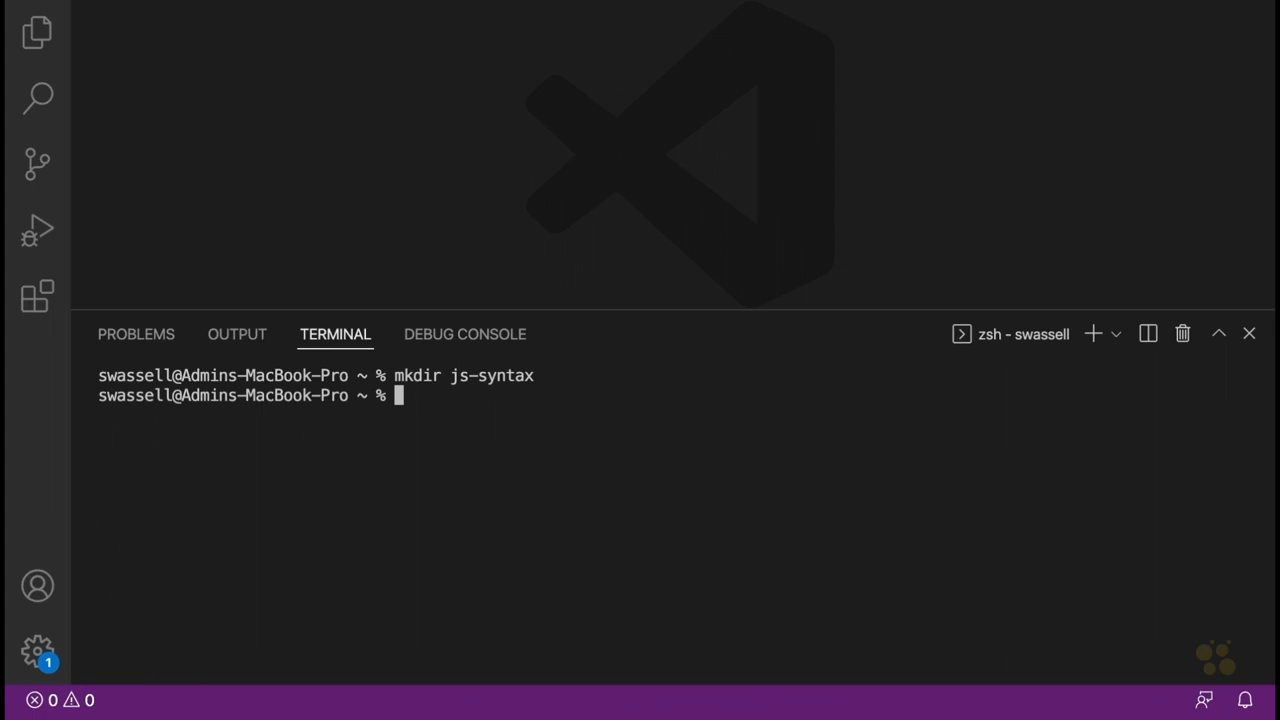 PROBLEMS OUTPUT TERMINAL DEBUG CONSOLE zsh - swassell
swassell@Admins-MacBook-Pro ~ % mkdir js-syntax
swassell@Admins-MacBook-Pro ~ %
1
0 0